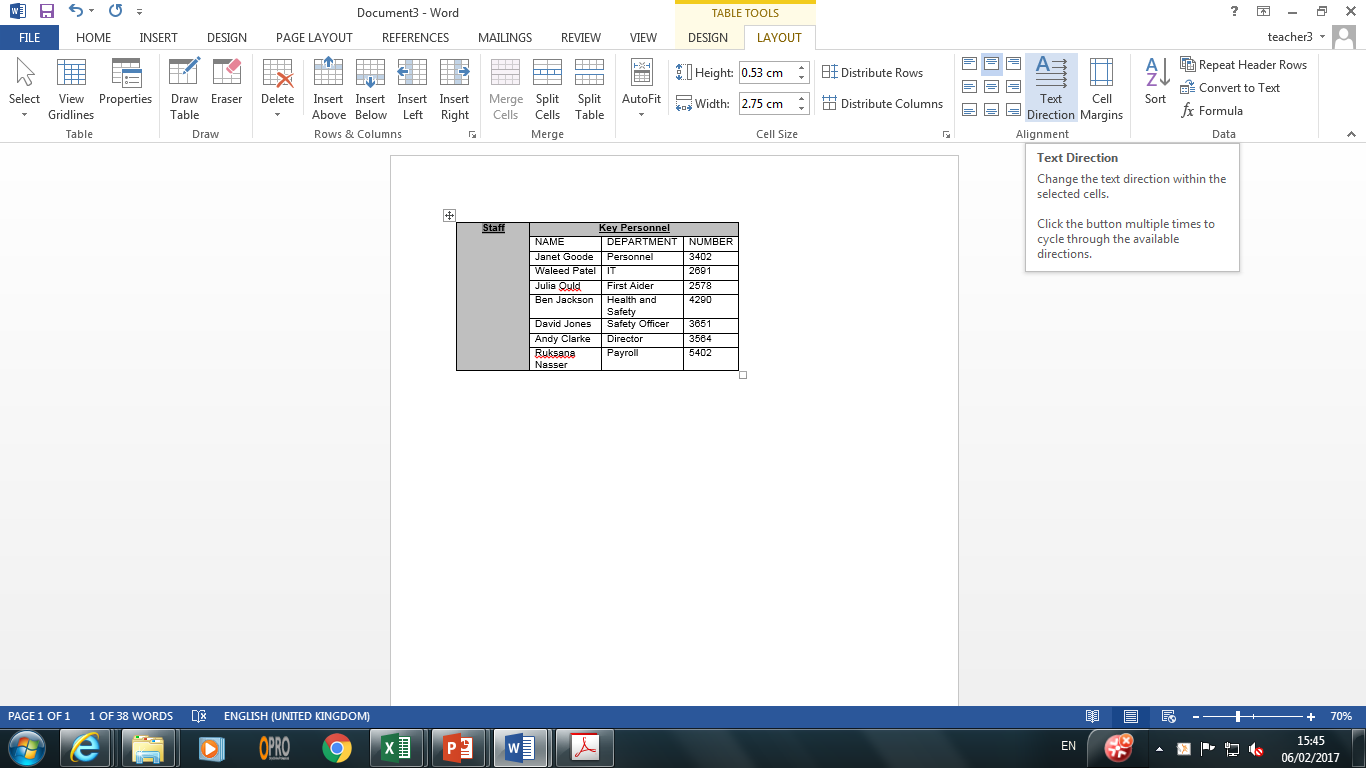 Document3 - Word
TABLE TOOLS
?
FILE HOME INSERT DESIGN PAGE LAYOUT REFERENCES MAILINGS REVIEW VIEW DESIGN LAYOUT teacher3
Select View Gridlines Properties Draw Table Eraser Delete Insert Above Insert Below Insert Left Insert Right Merge Cells Split Cells Split Table AutoFit
Height: 0.53 cm Distribute Rows
Width: 2.75 cm Distribute Columns
Text Direction Cell Margins Sort
Repeat Header Rows
Convert to Text
fx Formula
Table Draw Rows & Columns Merge Cell Size Alignment Data
Text Direction
Change the text direction within the
selected cells.
Click the button multiple times to
cycle through the available
directions.
Staff Key Personnel
NAME DEPARTMENT NUMBER
Janet Goode Personnel 3402
Waleed Patel IT 2691
Julia Ould First Aider 2578
Ben Jackson Health and 4290
Safety
David Jones Safety Officer 3651
Andy Clarke Director 3564
Ruksana Payroll 5402
Nasser
PAGE 1 OF 1 1 OF 38 WORDS ENGLISH (UNITED KINGDOM) 70%
OPRO
EN
15:45
06/02/2017